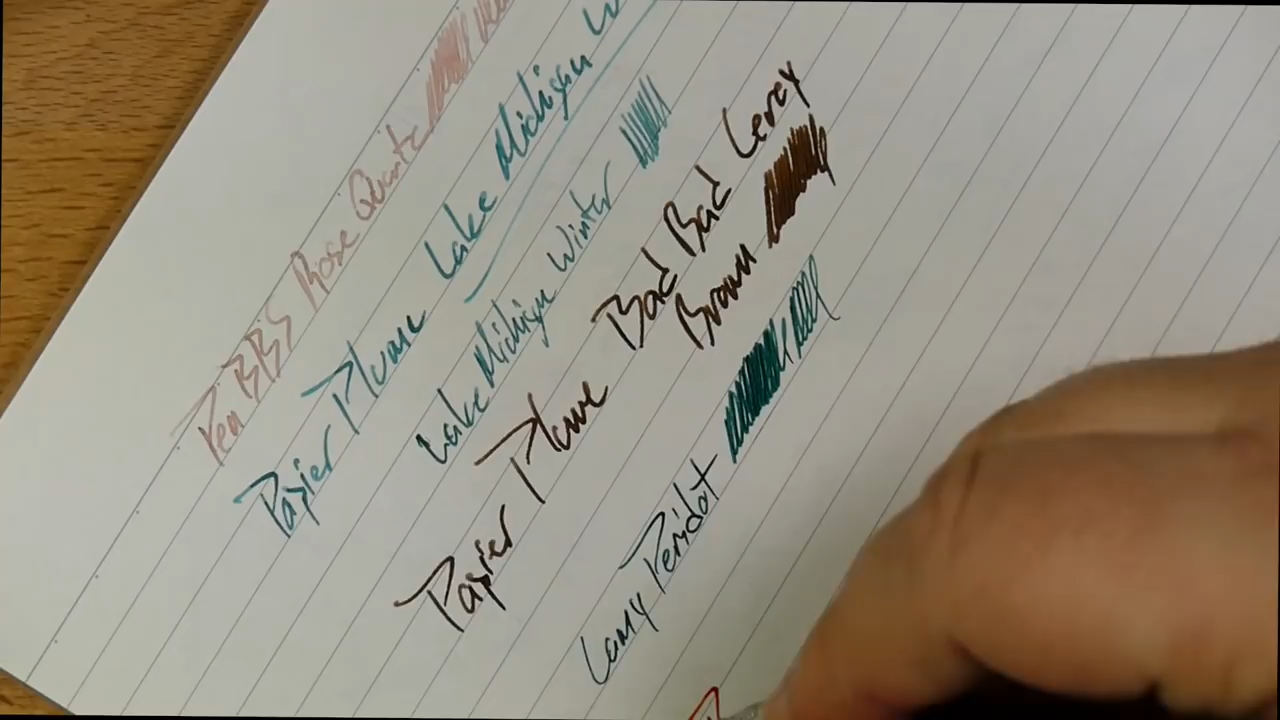 Pen BBS Rose Quartz
Papier Plume Lake Michigan
Lake Michigan Winter
Papier Plume Bad Bad Leroy
Brown
Lamy Peridot